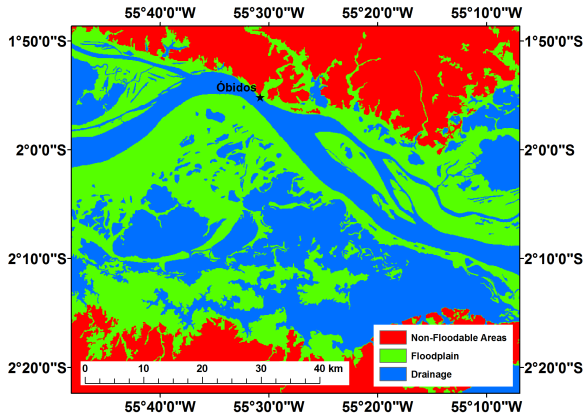 55°40'0"W 55°30'0"W 55°20'0"W 55°10'0"W
1°50'0"S 1°50'0"S
Óbidos
2°0'0"S 2°0'0"S
2°10'0"S 2°10'0"S
2°20'0"S 2°20'0"S
Non-Floodable Areas
Floodplain
Drainage
0 10 20 30 40 km
55°40'0"W 55°30'0"W 55°20'0"W 55°10'0"W